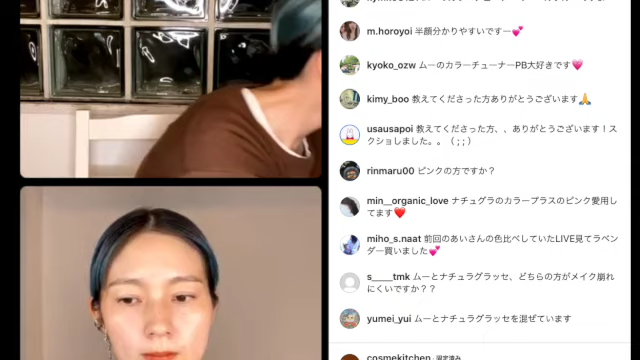 m.horoyoi 半顔分かりやすいですー💕
kyoko_ozw ムーのカラーチューナーPB大好きです💗
kimy_boo 教えてくださった方ありがとうございます🙏
usausapoi 教えてくださった方、、ありがとうございます！ス
クショしました。。（ ; ; ）
rinmaru00 ピンクの方ですか？
min__organic_love ナチュグラのカラープラスのピンク愛用し
てます❤️
miho_s.naat 前回のあいさんの色比べしていたLIVE見てラベン
ダー買いました💕
s_____tmk ムーとナチュラグラッセ、どちらの方がメイク崩れ
にくいですか？？
yumei_yui ムーとナチュラグラッセを混ぜています
cosmekitchen 固定済み